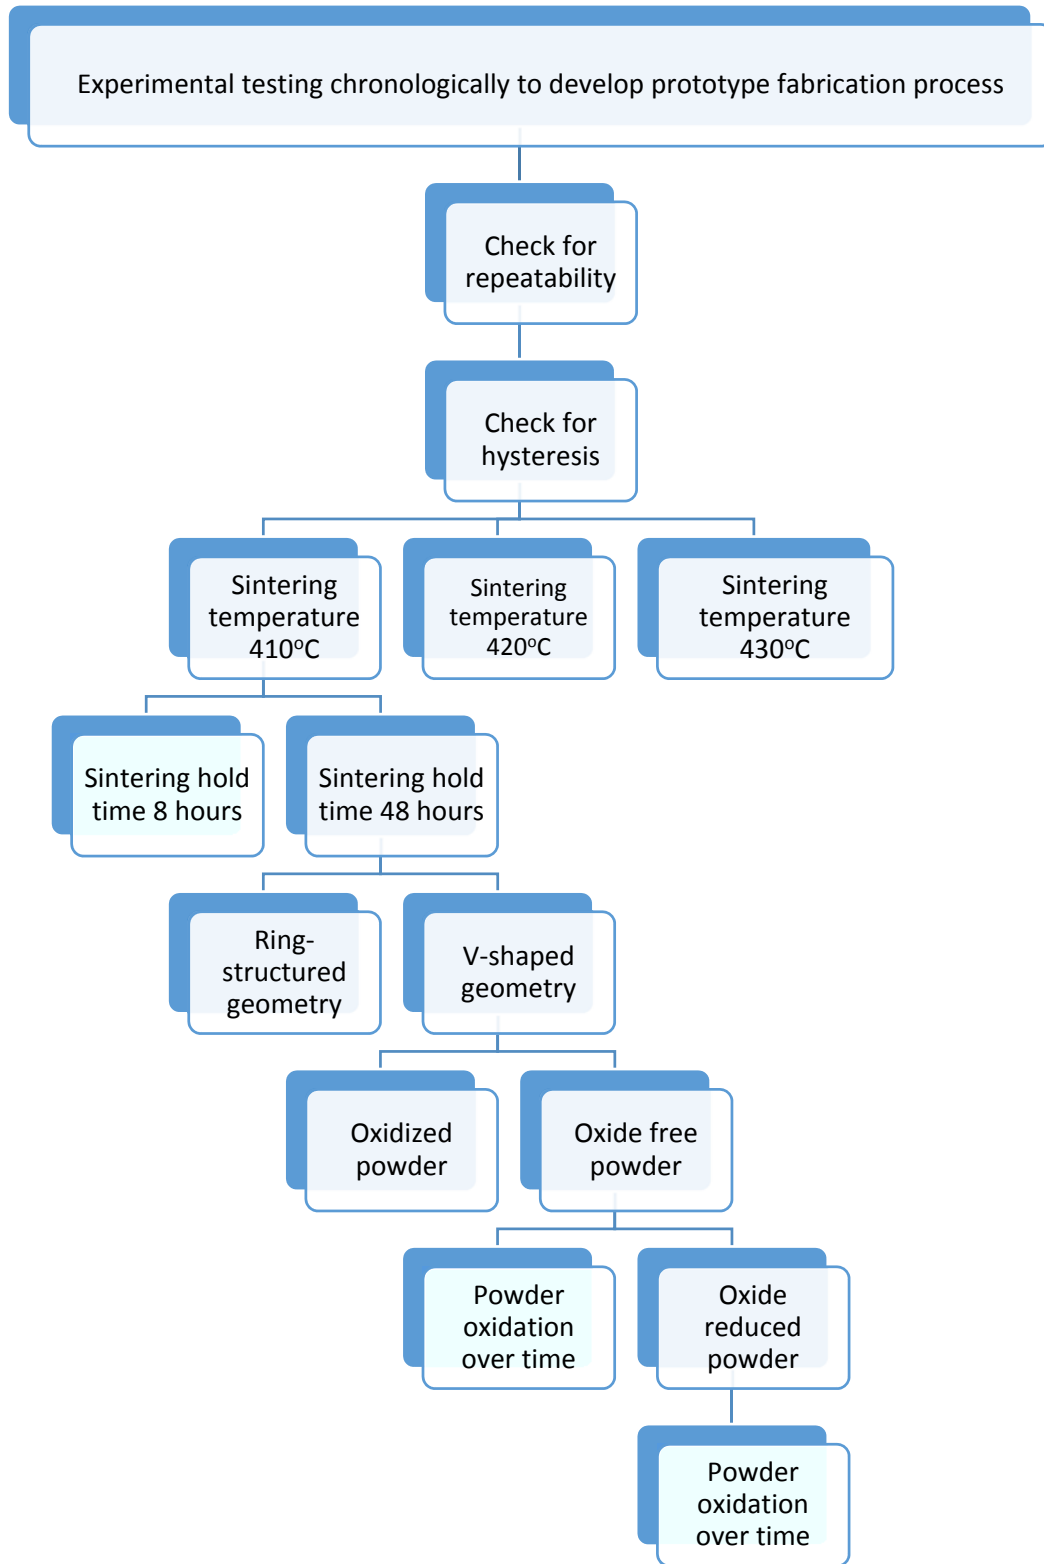 Experimental testing chronologically to develop prototype fabrication process
Check for
repeatability
Check for
hysteresis
Sintering
temperature
410ºC
Sintering
temperature
420ºC
Sintering
temperature
430ºC
Sintering hold
time 8 hours
Sintering hold
time 48 hours
Ring-
structured
geometry
V-shaped
geometry
Oxidized
powder
Oxide free
powder
Powder
oxidation
over time
Oxide
reduced
powder
Powder
oxidation
over time